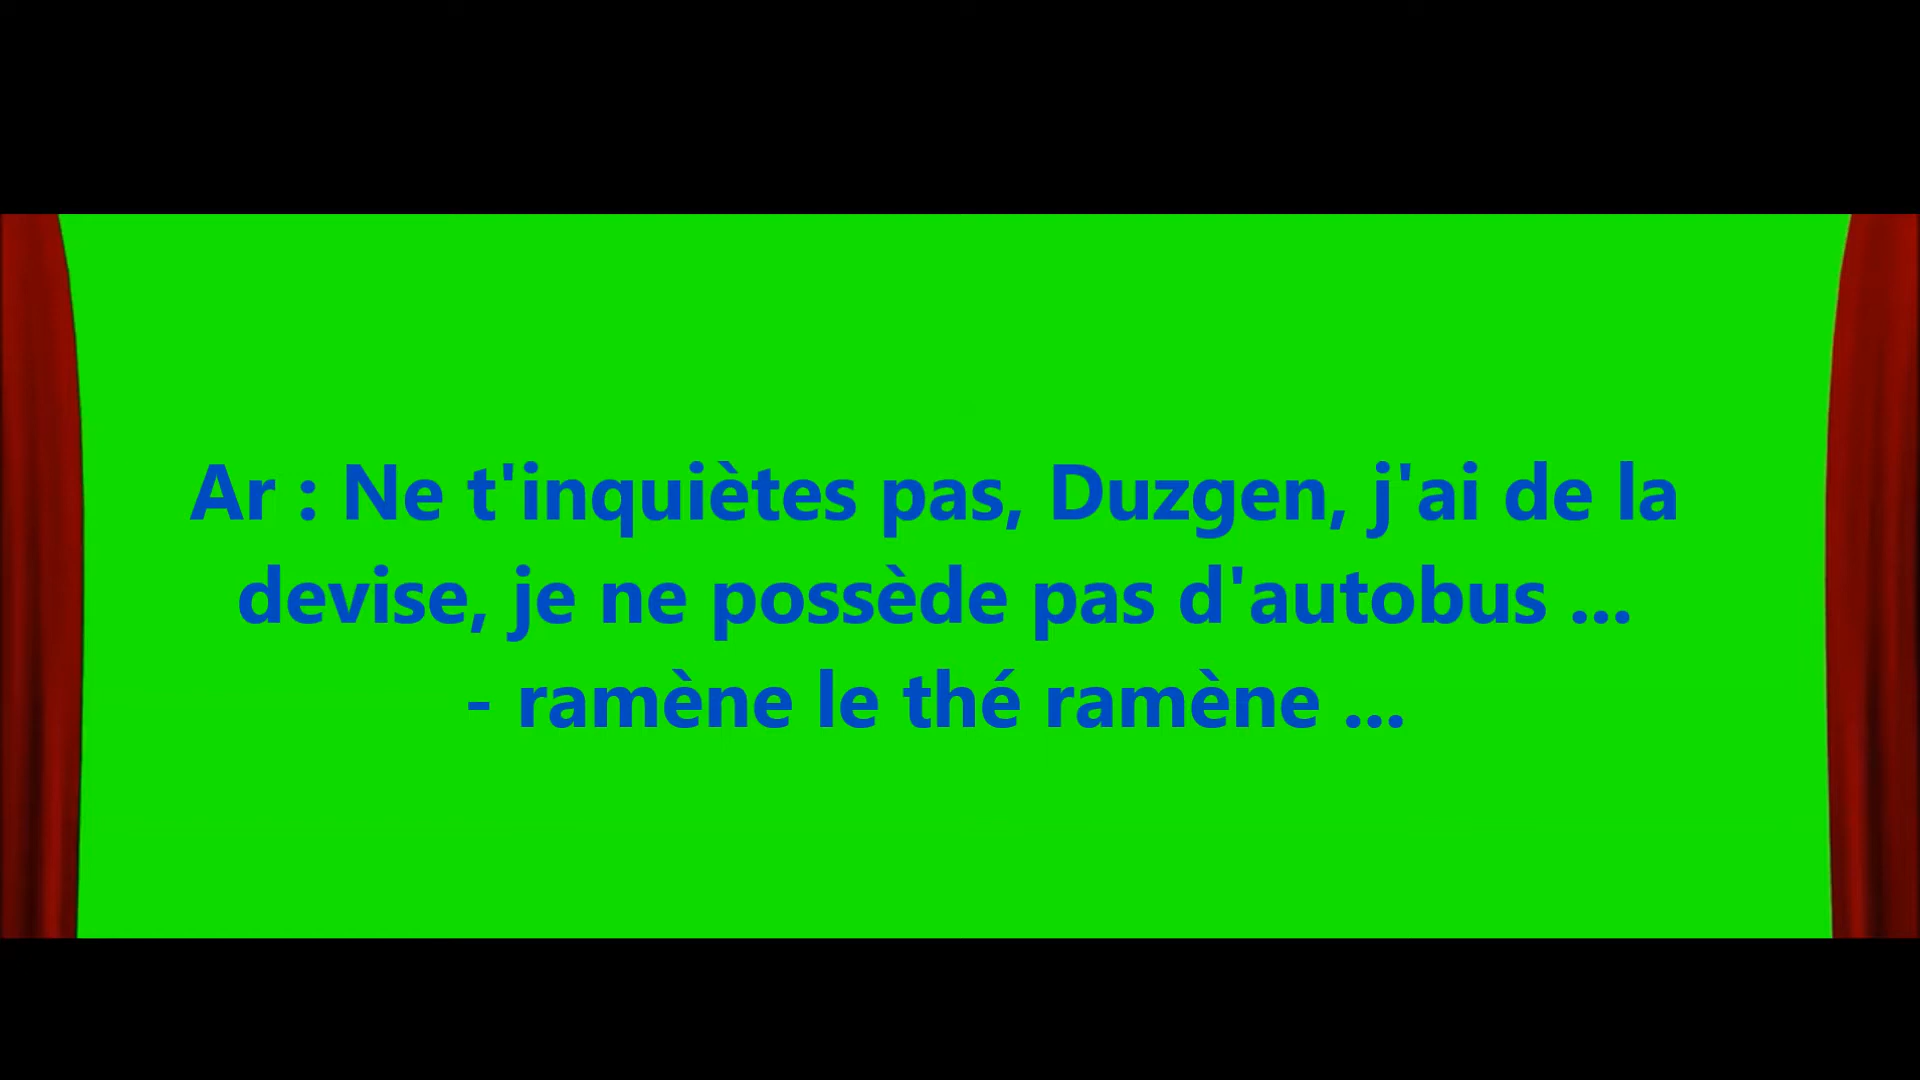 Ar : Ne t'inquiètes pas, Duzgen, j'ai de la
devise, je ne possède pas d'autobus ...
- ramène le thé ramène ...